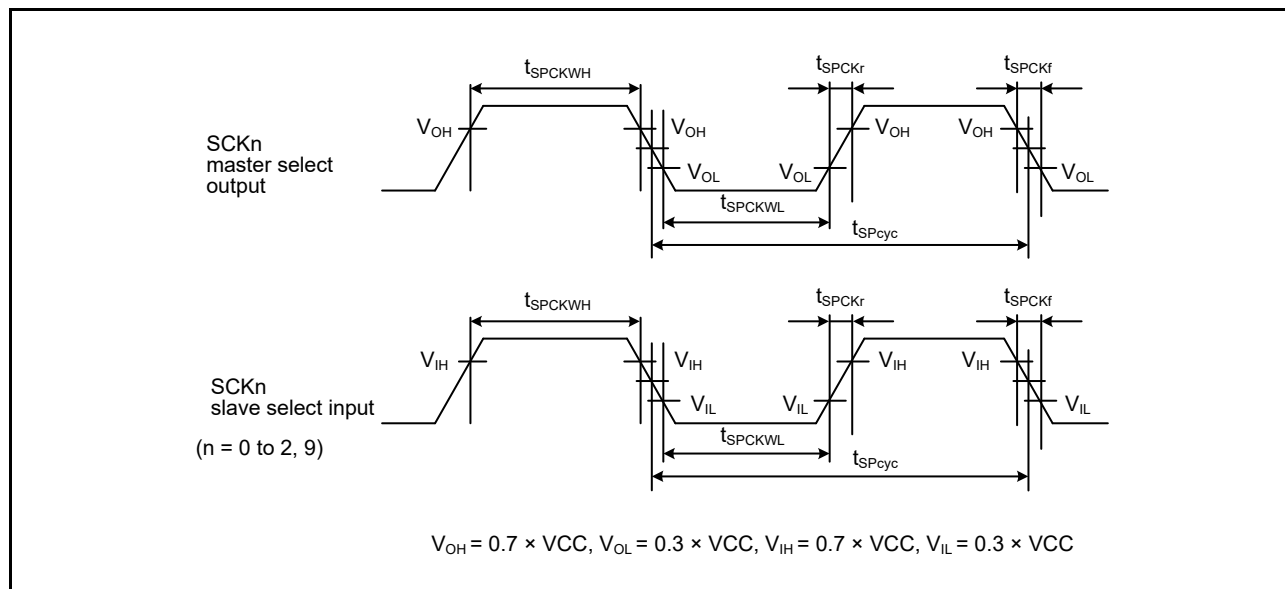 tSPCKWH
tSPCKr
tSPCKf
VOH
VOH
VOH
VOH
SCKn
master select
output
VOL
VOL
VOL
tSPCKWL
tSPcyc
tSPCKWH
tSPCKr
tSPCKf
VIH
VIH
VIH
VIH
SCKn
slave select input
VIL
VIL
VIL
(n = 0 to 2, 9)
tSPCKWL
tSPcyc
VOH = 0.7 × VCC, VOL = 0.3 × VCC, VIH = 0.7 × VCC, VIL = 0.3 × VCC